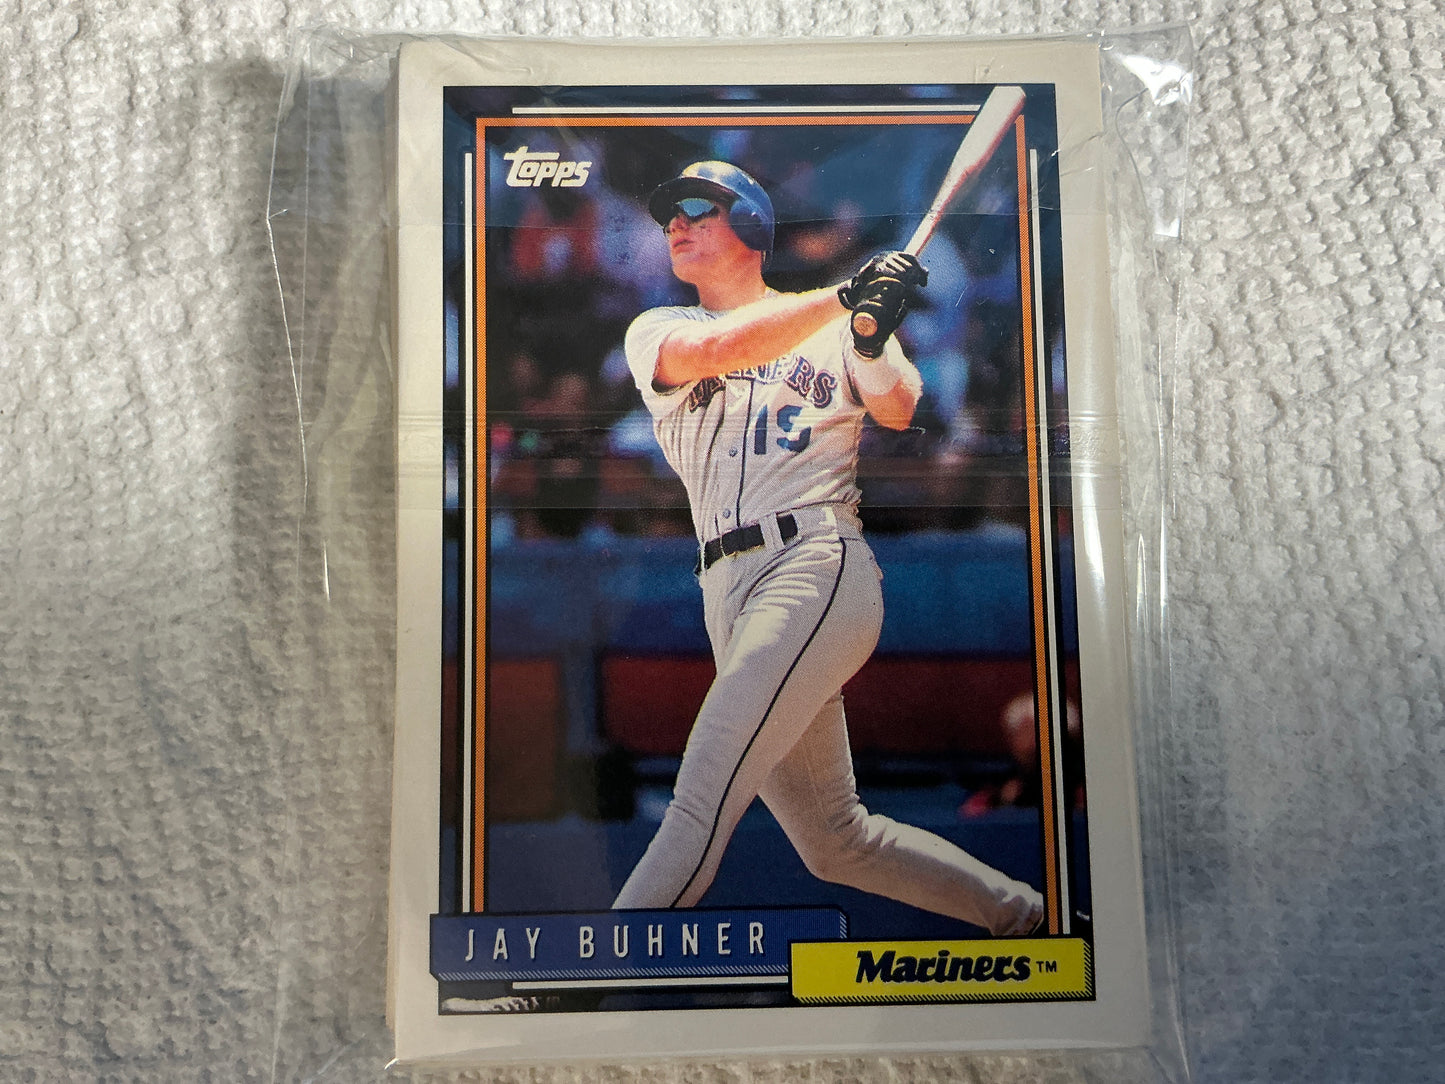 Topps
MARINERS
19
JAY BUHNER
Mariners™